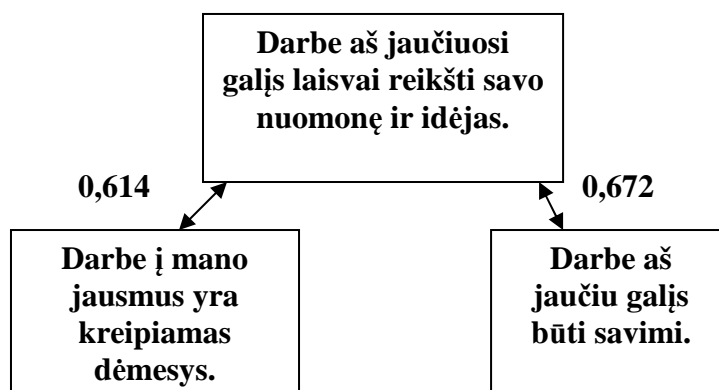 Darbe aš jaučiuosi
galįs laisvai reikšti savo
nuomonę ir idėjas.
0,614
0,672
Darbe į mano
jausmus yra
kreipiamas
dėmesys.
Darbe aš
jaučiu galįs
būti savimi.